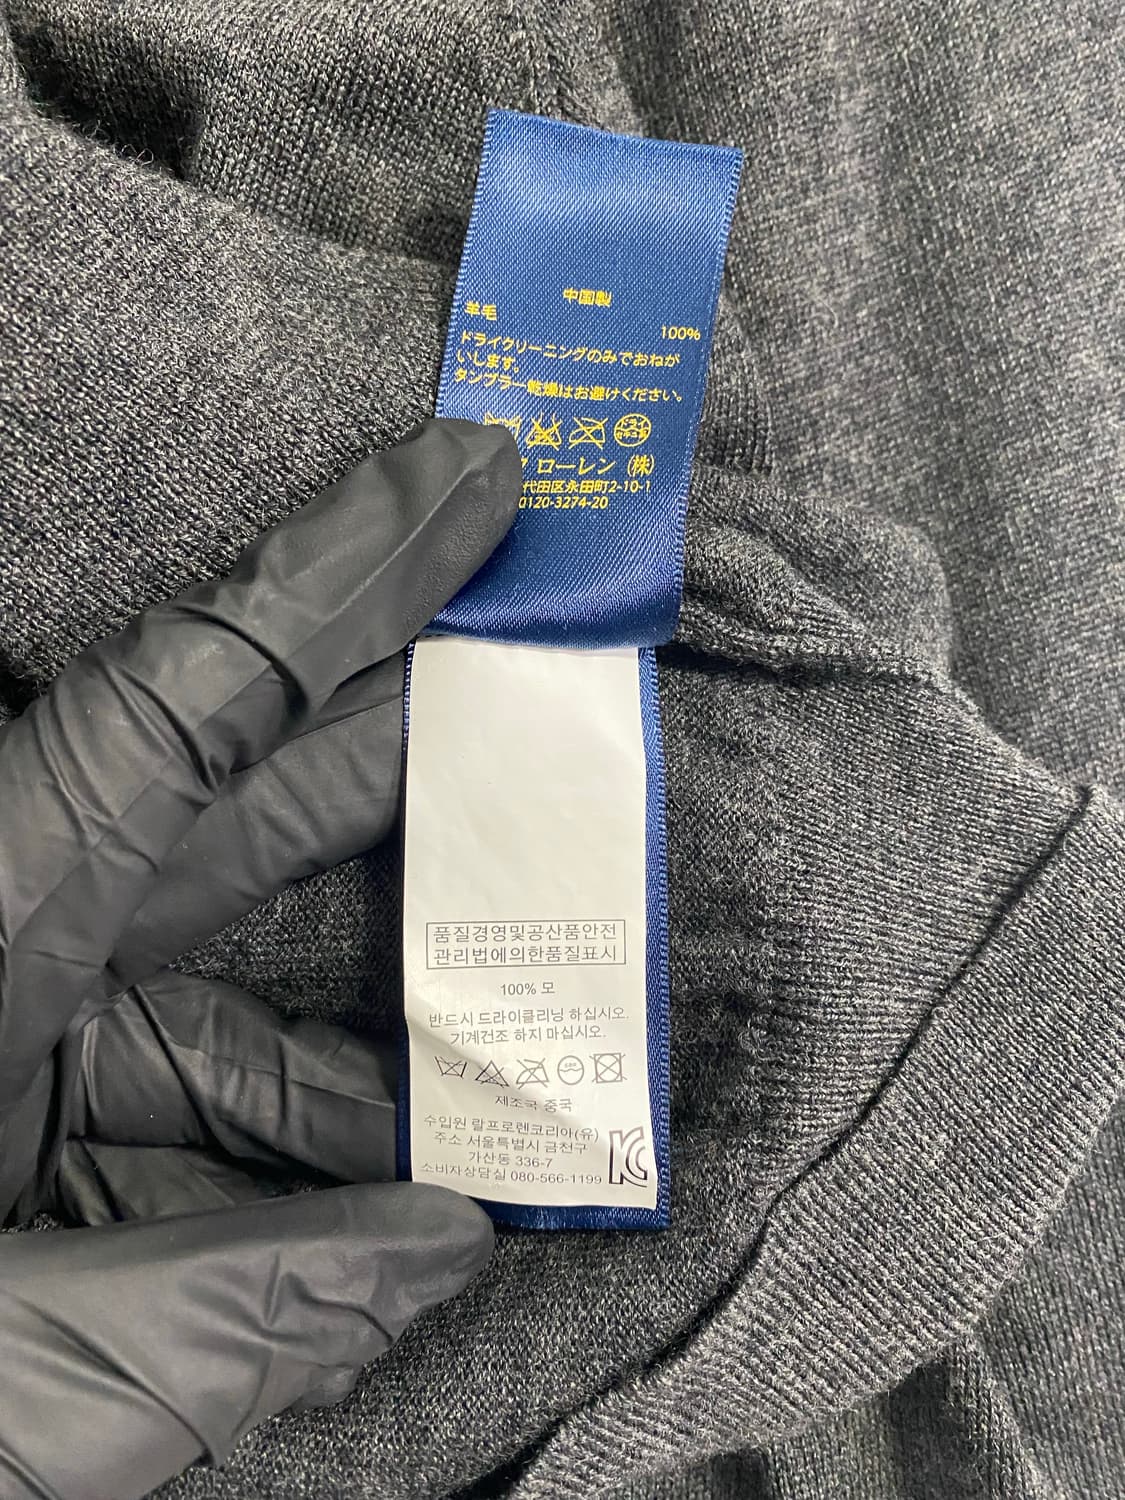 中国製
羊毛
100%
ドライクリーニングのみでおねが
いします。
タンブラー乾燥はお避けください。
ドライ
セキユ系
ローレン (株)
代田区永田町2-10-1
0120-3274-20
품질경영및공산품안전
관리법에의한품질표시
100% 모
반드시 드라이클리닝 하십시오.
기계건조 하지 마십시오.
제조국 중국
수입원 랄프로렌코리아(유)
주소 서울특별시 금천구
가산동 336-7
소비자상담실 080-566-1199